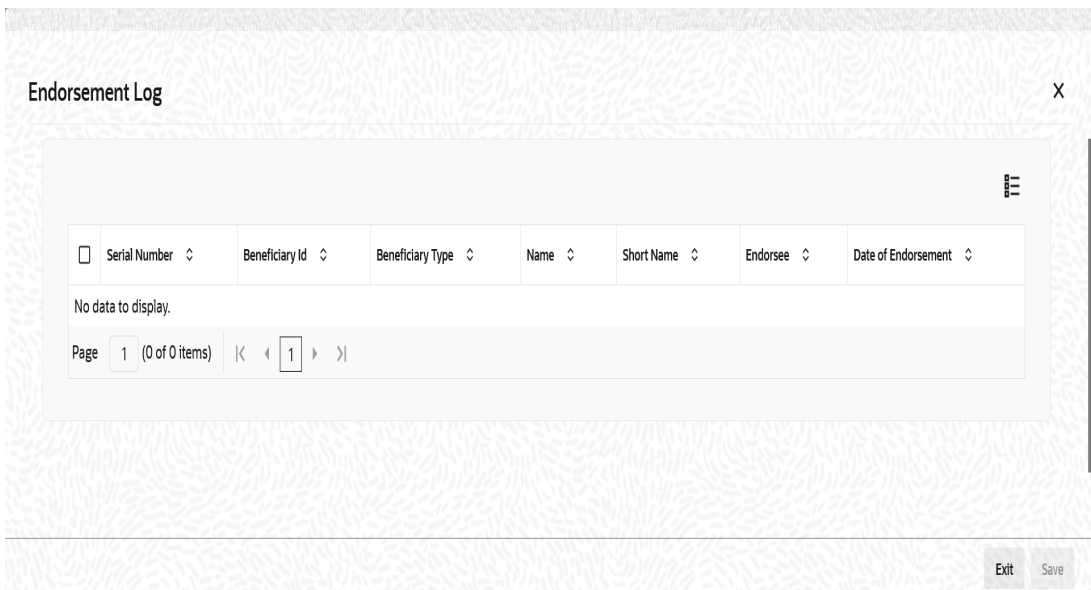 Endorsement Log X
Serial Number Beneficiary Id Beneficiary Type Name Short Name Endorsee Date of Endorsement
No data to display.
Page 1 (0 of 0 items) 1
Exit Save